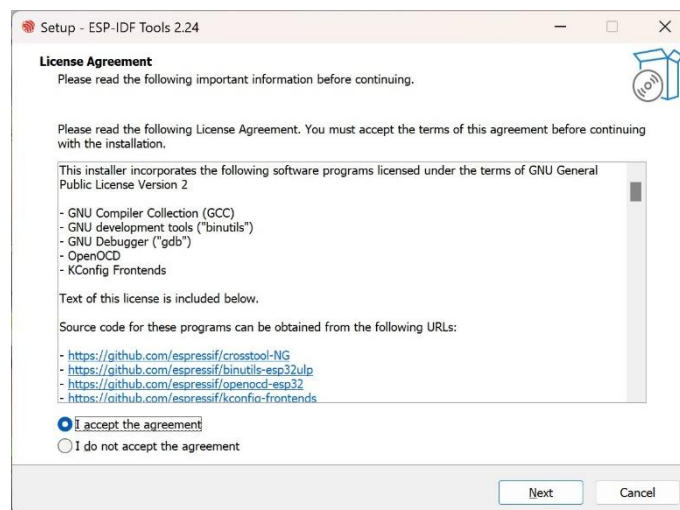 Setup - ESP-IDF Tools 2.24
License Agreement
Please read the following important information before continuing.
Please read the following License Agreement. You must accept the terms of this agreement before continuing
with the installation.
This installer incorporates the following software programs licensed under the terms of GNU General
Public License Version 2
- GNU Compiler Collection (GCC)
- GNU development tools ("binutils")
- GNU Debugger ("gdb")
- OpenOCD
- KConfig Frontends
Text of this license is included below.
Source code for these programs can be obtained from the following URLs:
- https://github.com/espressif/crosstool-NG
- https://github.com/espressif/binutils-esp32ulp
- https://github.com/espressif/openocd-esp32
- https://github.com/espressif/kconfig-frontends
I accept the agreement
I do not accept the agreement
Next
Cancel